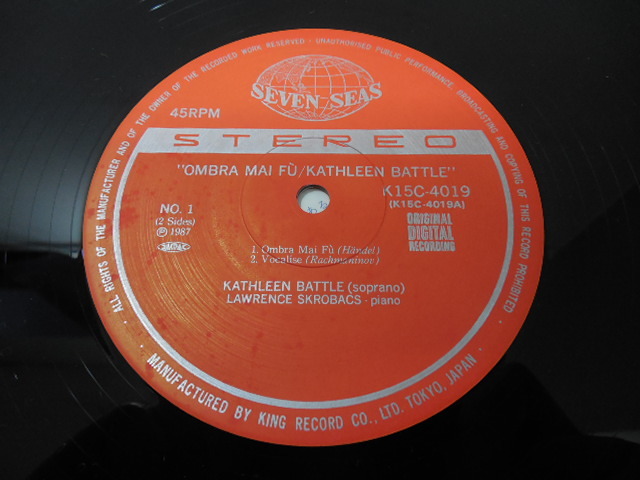 ALL RIGHTS OF THE MANUFACTURER AND OF THE OWNER OF THE RECORDED WORK RESERVED · UNAUTHORISED PUBLIC PERFORMANCE, BROADCASTING AND COPYING OF THIS RECORD PROHIBITED.
SEVEN SEAS
45RPM
STEREO
"OMBRA MAI FÙ/KATHLEEN BATTLE"
K15C-4019
(K15C-4019A)
NO. 1
(2 Sides)
Ⓟ 1987
ORIGINAL
DIGITAL
RECORDING
1. Ombra Mai Fù (Händel)
2. Vocalise (Rachmaninov)
KATHLEEN BATTLE (soprano)
LAWRENCE SKROBACS - piano
MANUFACTURED BY KING RECORD CO., LTD. TOKYO, JAPAN